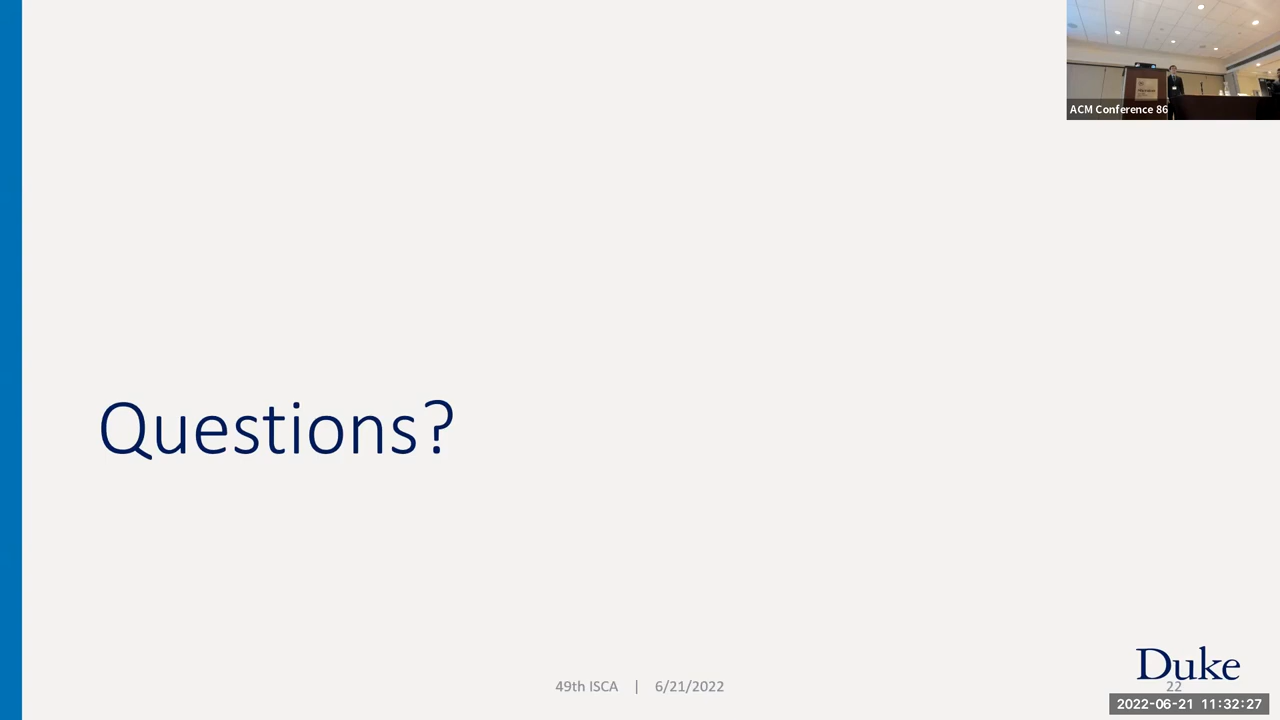 ACM Conference 86
Questions?
49th ISCA | 6/21/2022
Duke
22
2022-06-21 11:32:27